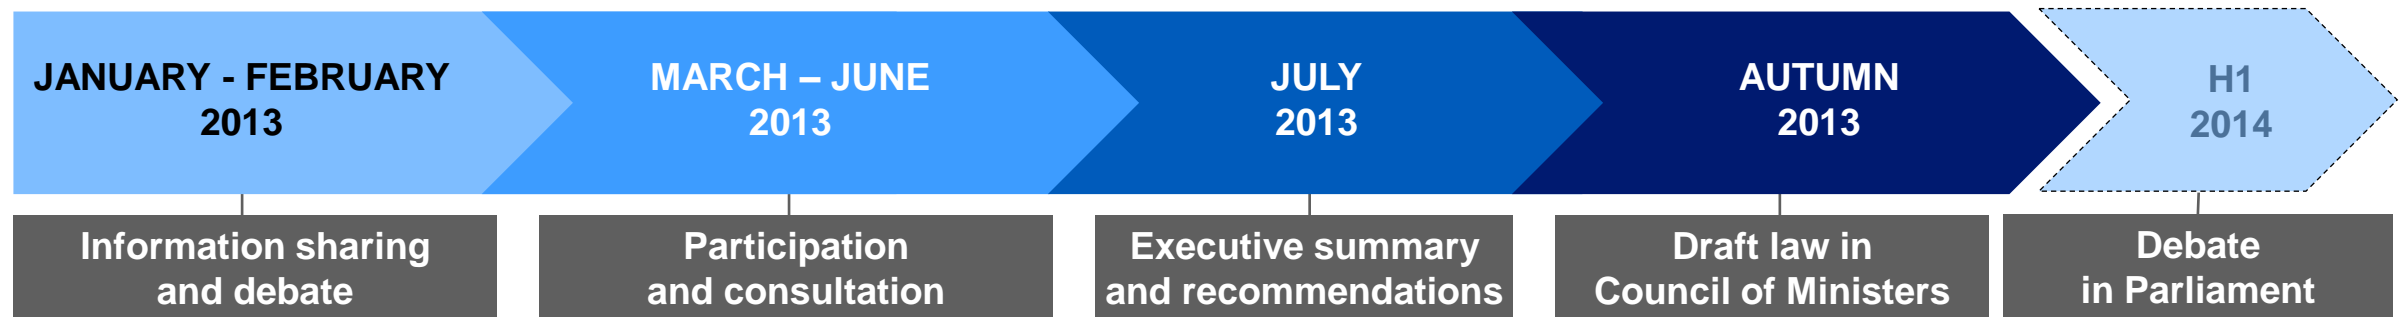 JANUARY - FEBRUARY
2013
MARCH – JUNE
2013
JULY
2013
AUTUMN
2013
H1
2014
Information sharing
and debate
Participation
and consultation
Executive summary
and recommendations
Draft law in
Council of Ministers
Debate
in Parliament